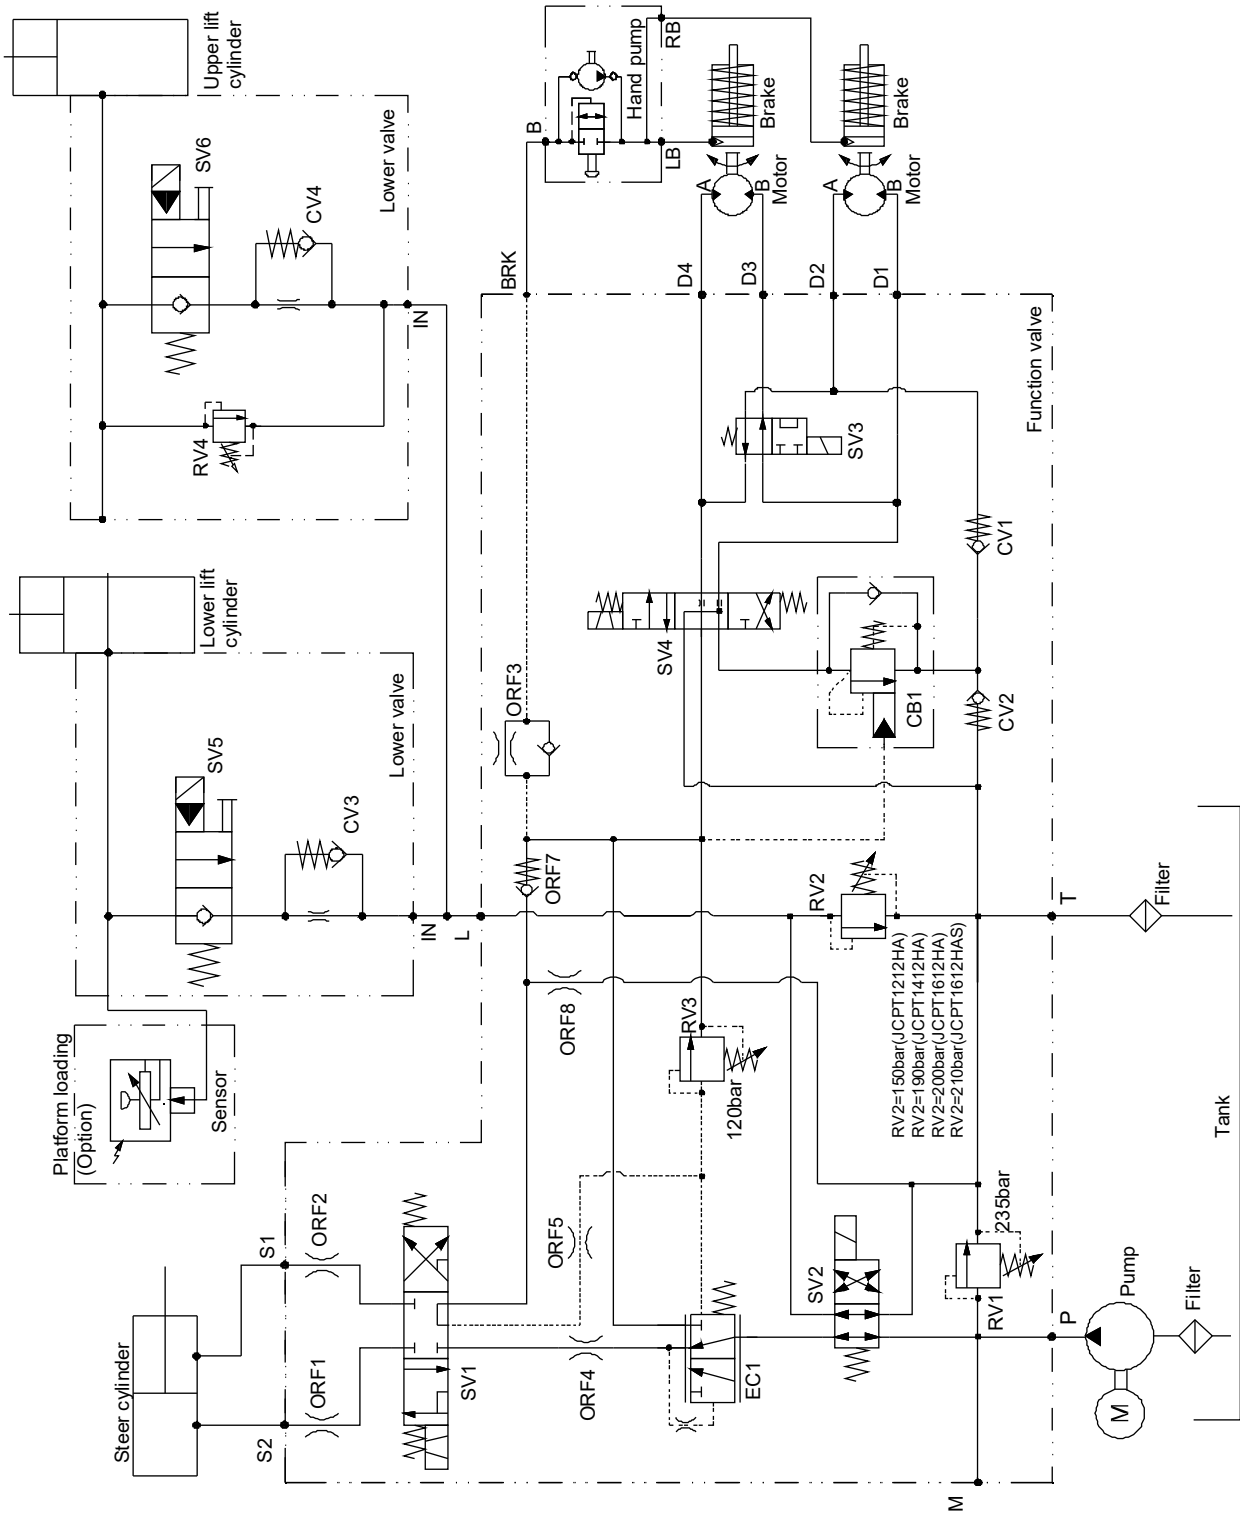 Upper lift
cylinder
SV6
CV4
Lower valve
RV4
IN
Lower lift
cylinder
SV5
CV3
Lower valve
IN
L
Platform loading
(Option)
Sensor
Steer cylinder
S1
S2
ORF2
ORF1
SV1
ORF5
ORF4
ORF8
ORF7
ORF3
BRK
B
Hand pump
RB
LB
Brake
Brake
A
B
Motor
A
B
Motor
D4
D3
D2
D1
Function valve
SV3
SV4
CB1
CV1
CV2
RV3
120bar
RV2
RV2=150bar(JCPT1212HA)
RV2=190bar(JCPT1412HA)
RV2=200bar(JCPT1612HA)
RV2=210bar(JCPT1612HAS)
EC1
SV2
RV1
235bar
M
P
T
Pump
M
Filter
Filter
Tank